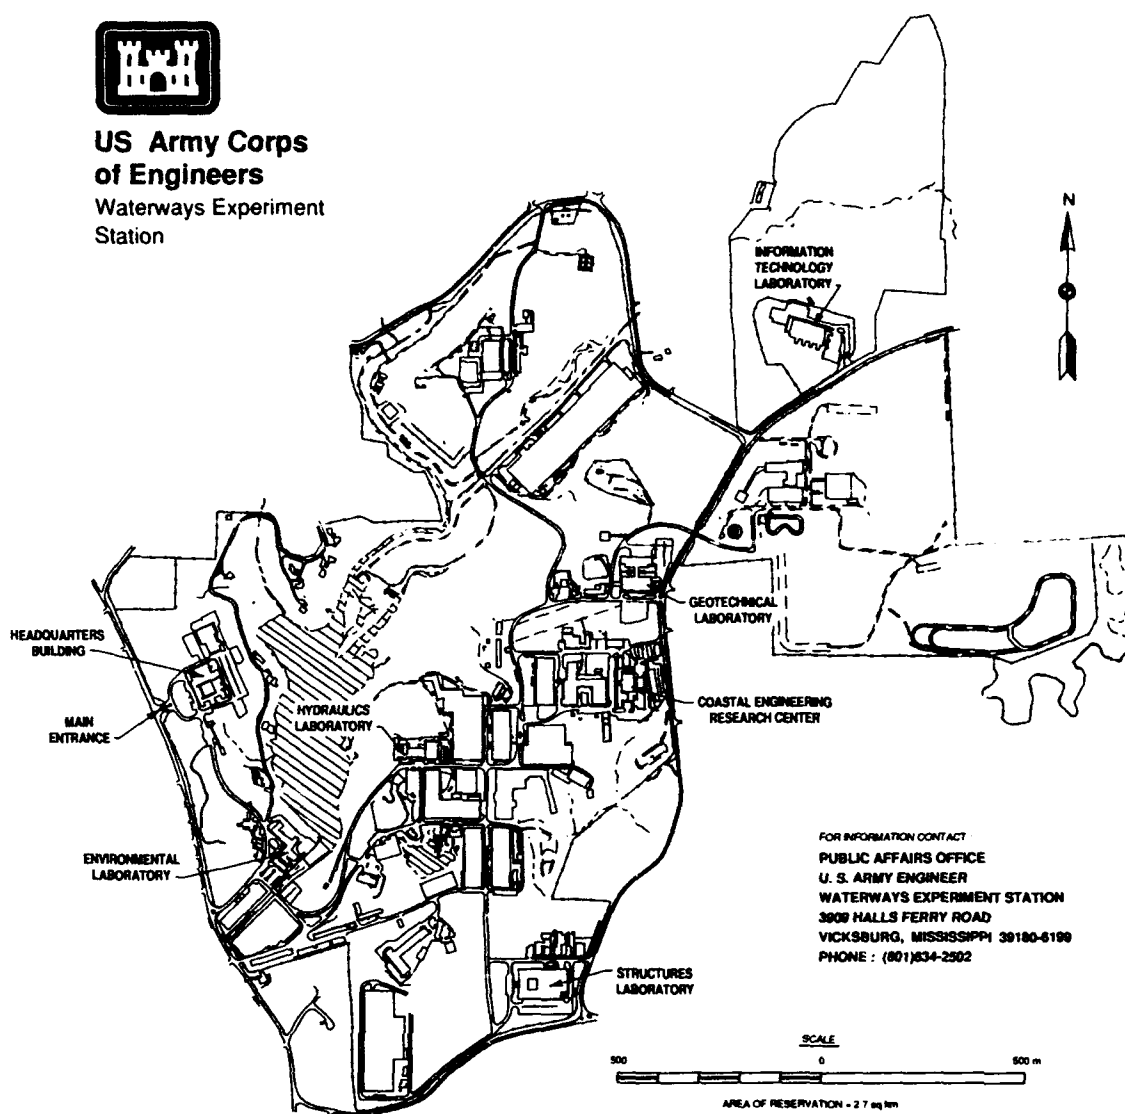 US Army Corps
of Engineers
Waterways Experiment
Station
N
INFORMATION
TECHNOLOGY
LABORATORY
GEOTECHNICAL
LABORATORY
HEADQUARTERS
BUILDING
HYDRAULICS
LABORATORY
COASTAL ENGINEERING
RESEARCH CENTER
MAIN
ENTRANCE
ENVIRONMENTAL
LABORATORY
STRUCTURES
LABORATORY
FOR INFORMATION CONTACT
PUBLIC AFFAIRS OFFICE
U. S. ARMY ENGINEER
WATERWAYS EXPERIMENT STATION
3909 HALLS FERRY ROAD
VICKSBURG, MISSISSIPPI 39180-6199
PHONE : (601)634-2502
SCALE
500 0 500 m
AREA OF RESERVATION = 2.7 sq km